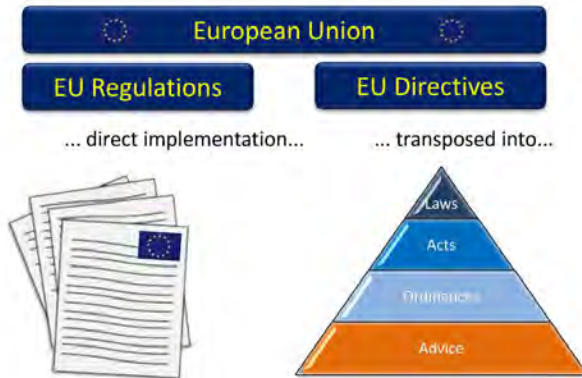 European Union
EU Regulations
EU Directives
... direct implementation...
... transposed into...
Laws
Acts
Ordinances
Advice